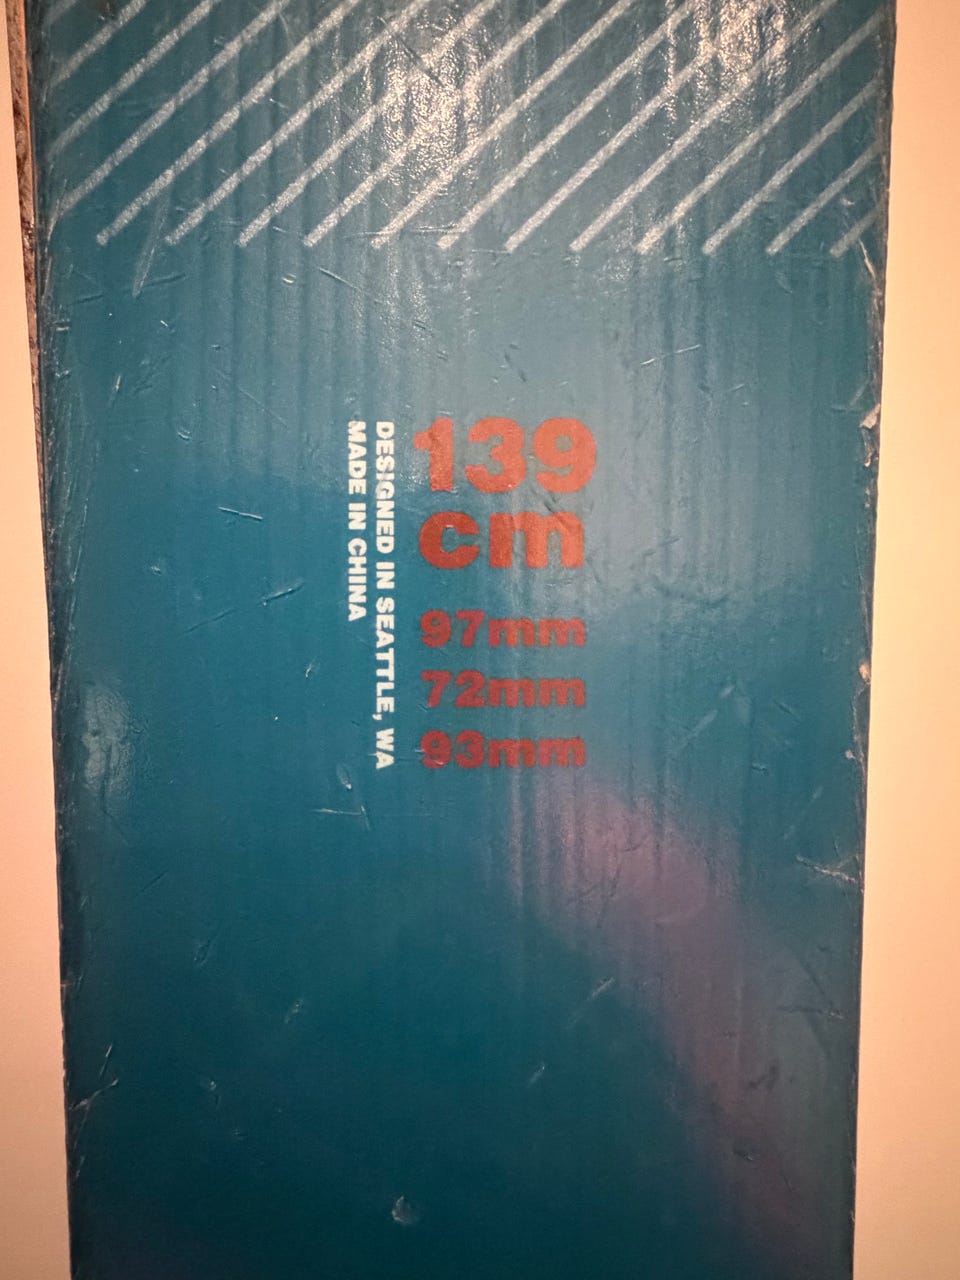 139
cm
97mm
72mm
93mm
DESIGNED IN SEATTLE, WA
MADE IN CHINA